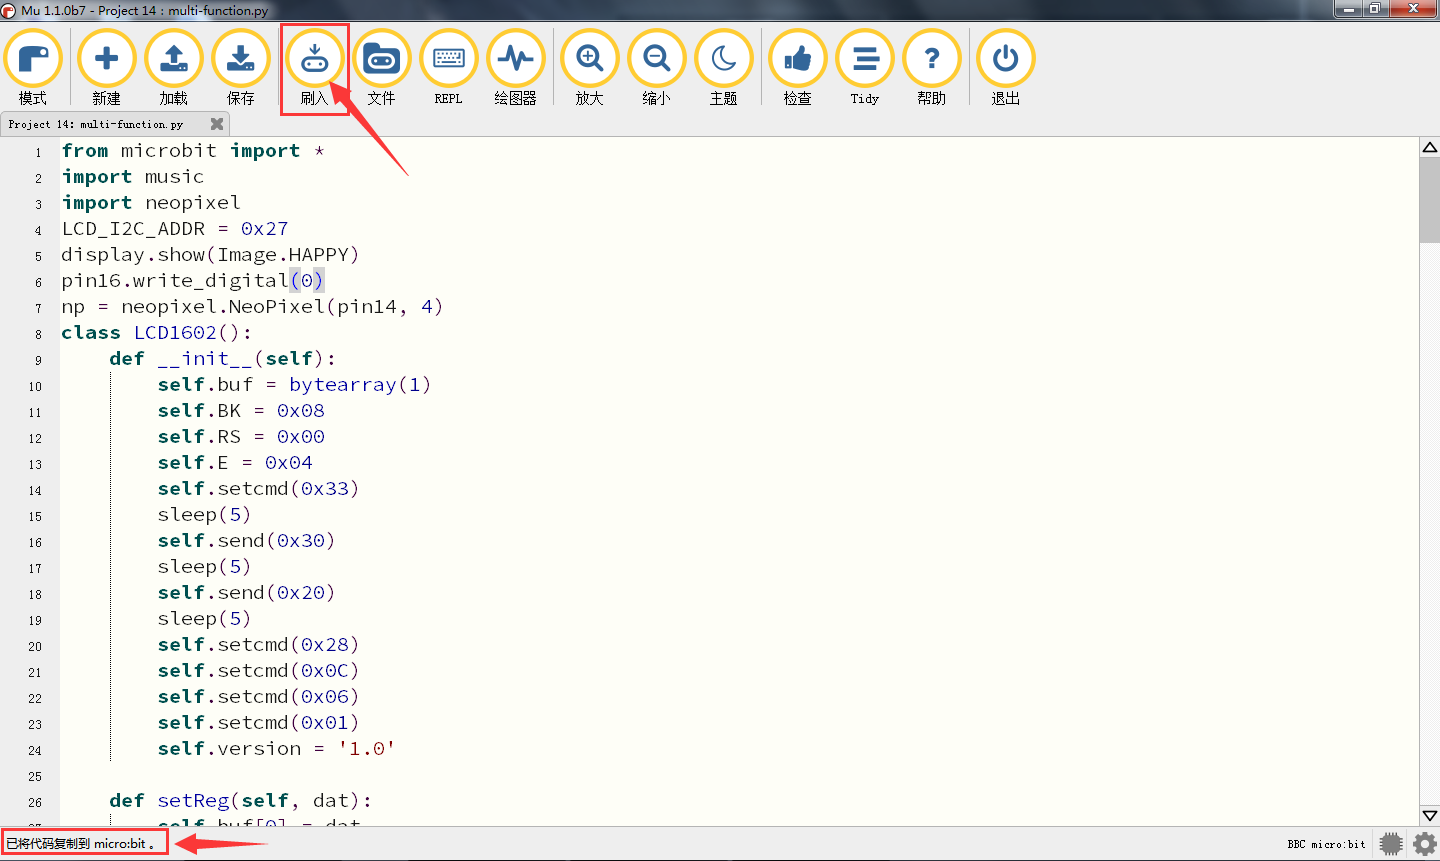 Mu 1.1.0b7 - Project 14：multi-function.py
模式 新建 加载 保存 刷入 文件 REPL 绘图器 放大 缩小 主题 检查 Tidy 帮助 退出
Project 14：multi-function.py
1 from microbit import *
2 import music
3 import neopixel
4 LCD_I2C_ADDR = 0x27
5 display.show(Image.HAPPY)
6 pin16.write_digital(0)
7 np = neopixel.NeoPixel(pin14, 4)
8 class LCD1602():
9 def __init__(self):
10 self.buf = bytearray(1)
11 self.BK = 0x08
12 self.RS = 0x00
13 self.E = 0x04
14 self.setcmd(0x33)
15 sleep(5)
16 self.send(0x30)
17 sleep(5)
18 self.send(0x20)
19 sleep(5)
20 self.setcmd(0x28)
21 self.setcmd(0x0C)
22 self.setcmd(0x06)
23 self.setcmd(0x01)
24 self.version = '1.0'
25
26 def setReg(self, dat):
27 self.buf[0] = dat
已将代码复制到 micro:bit 。
BBC micro:bit